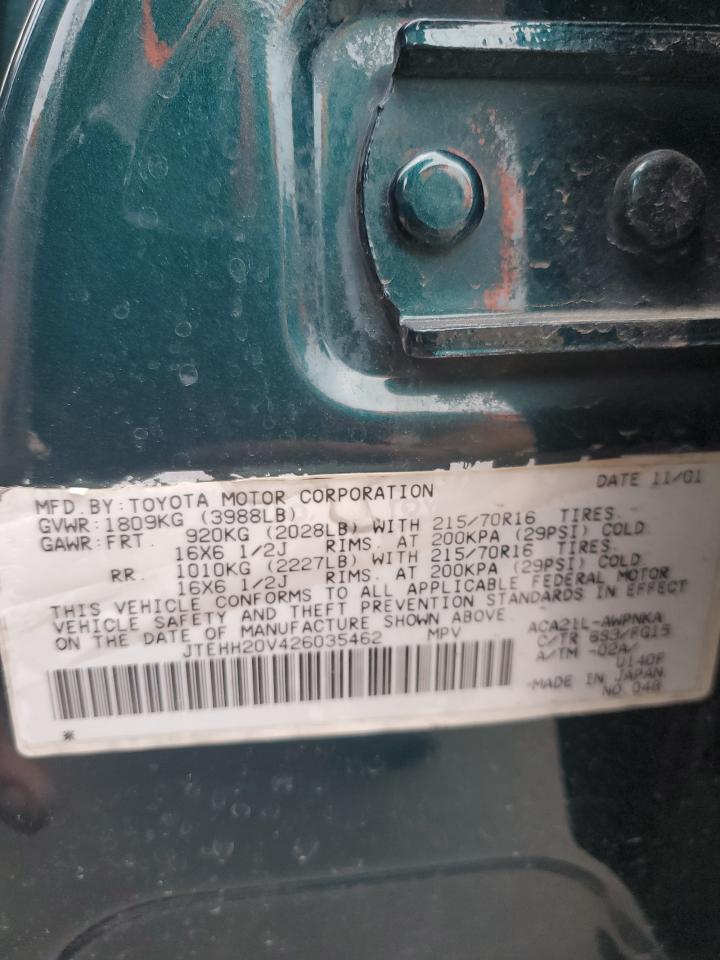 DATE 11/01
MFD.BY:TOYOTA MOTOR CORPORATION
GVWR:1809KG (3988LB)
GAWR:FRT. 920KG (2028LB) WITH 215/70R16 TIRES
16X6 1/2J RIMS. AT 200KPA (29PSI) COLD
RR. 1010KG (2227LB) WITH 215/70R16 TIRES
16X6 1/2J RIMS. AT 200KPA (29PSI) COLD
THIS VEHICLE CONFORMS TO ALL APPLICABLE FEDERAL MOTOR
VEHICLE SAFETY AND THEFT PREVENTION STANDARDS IN EFFECT
ON THE DATE OF MANUFACTURE SHOWN ABOVE.
JTEHH20V426035462 MPV
ACA21L-AWPNKA
C/TR 6S3/FG15
A/TM -02A/
U140F
MADE IN JAPAN
NO.048
*